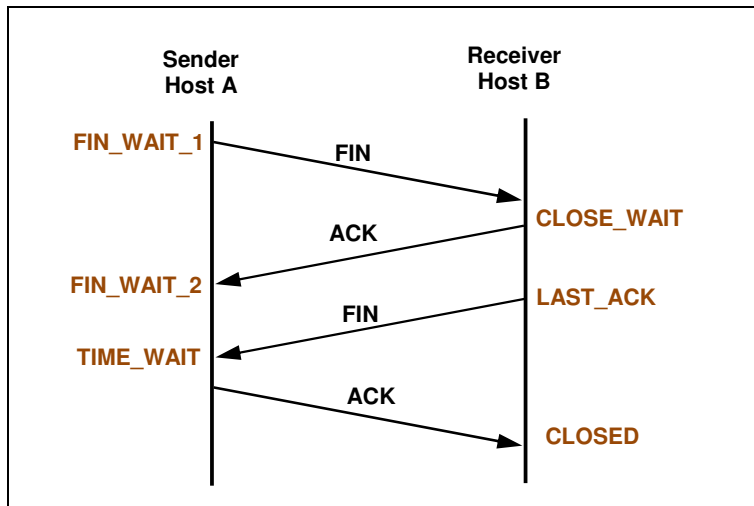 Sender
Host A
Receiver
Host B
FIN_WAIT_1
FIN
CLOSE_WAIT
ACK
FIN_WAIT_2
LAST_ACK
FIN
TIME_WAIT
ACK
CLOSED